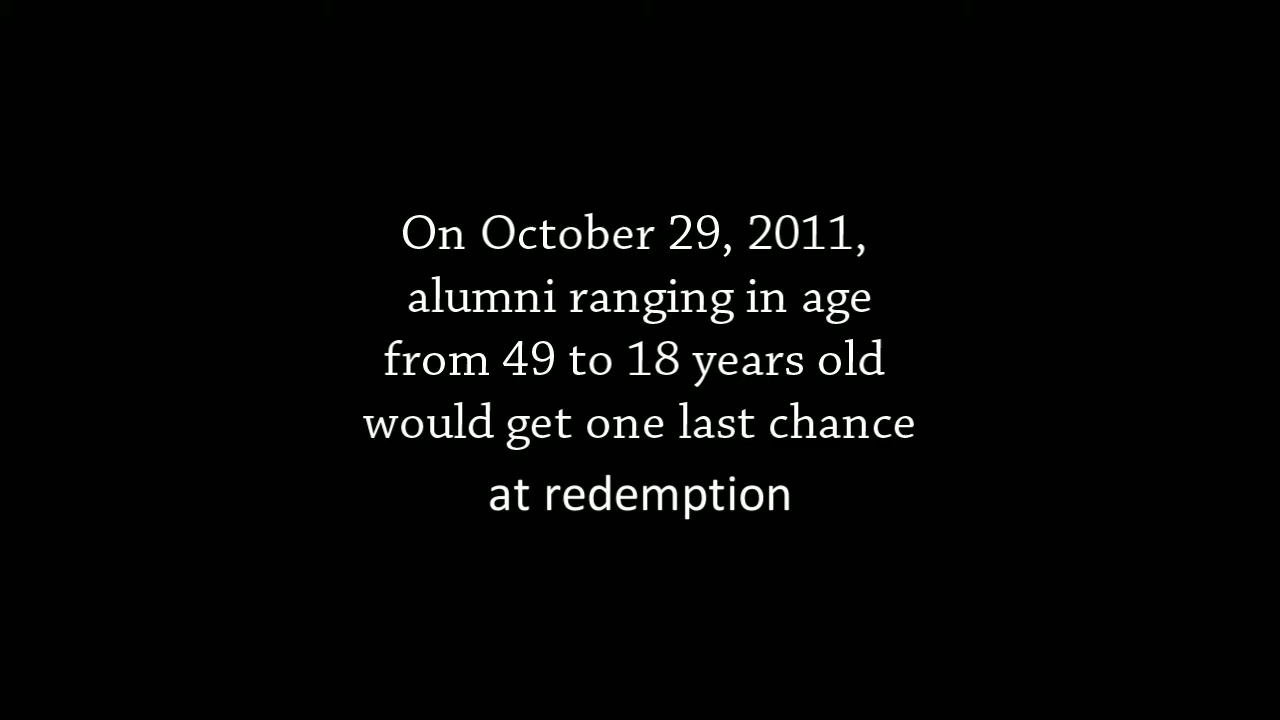 On October 29, 2011,
alumni ranging in age
from 49 to 18 years old
would get one last chance
at redemption